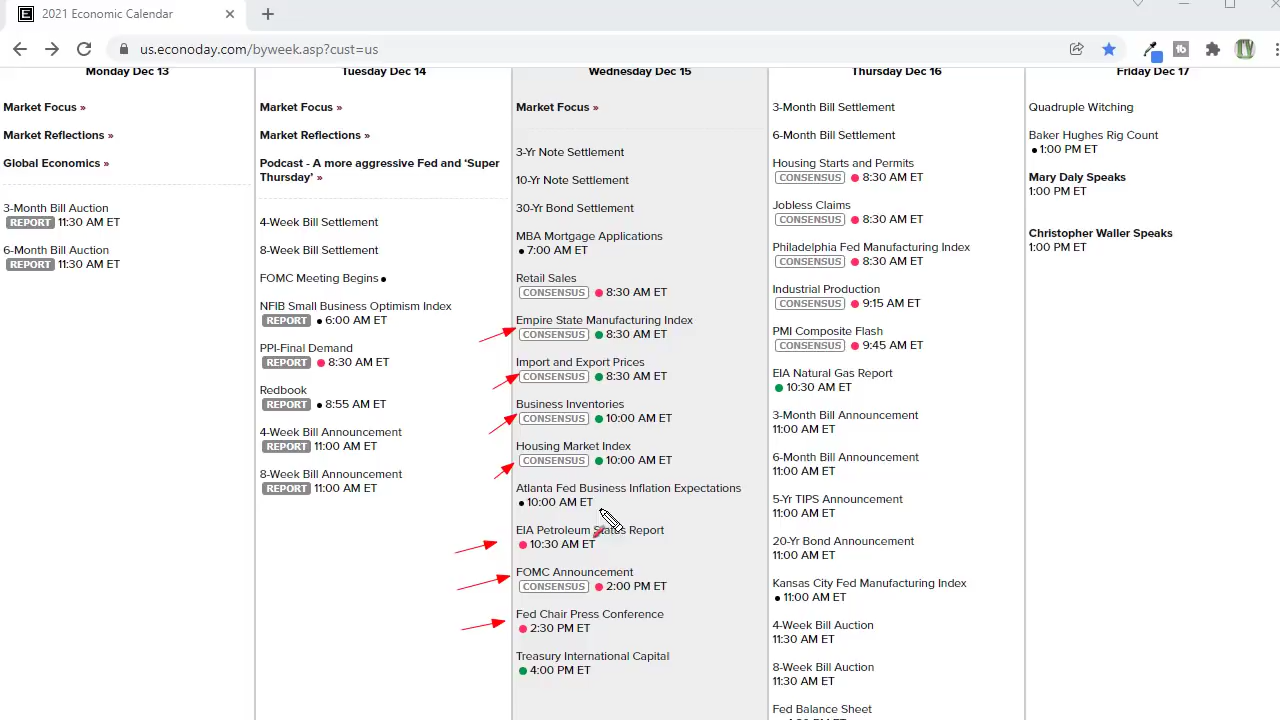 2021 Economic Calendar
us.econoday.com/byweek.asp?cust=us
Monday Dec 13
Market Focus »
Market Reflections »
Global Economics »
3-Month Bill Auction
REPORT 11:30 AM ET
6-Month Bill Auction
REPORT 11:30 AM ET
Tuesday Dec 14
Market Focus »
Market Reflections »
Podcast - A more aggressive Fed and ‘Super
Thursday’ »
4-Week Bill Settlement
8-Week Bill Settlement
FOMC Meeting Begins
NFIB Small Business Optimism Index
REPORT 6:00 AM ET
PPI-Final Demand
REPORT 8:30 AM ET
Redbook
REPORT 8:55 AM ET
4-Week Bill Announcement
REPORT 11:00 AM ET
8-Week Bill Announcement
REPORT 11:00 AM ET
Wednesday Dec 15
Market Focus »
3-Yr Note Settlement
10-Yr Note Settlement
30-Yr Bond Settlement
MBA Mortgage Applications
7:00 AM ET
Retail Sales
CONSENSUS 8:30 AM ET
Empire State Manufacturing Index
CONSENSUS 8:30 AM ET
Import and Export Prices
CONSENSUS 8:30 AM ET
Business Inventories
CONSENSUS 10:00 AM ET
Housing Market Index
CONSENSUS 10:00 AM ET
Atlanta Fed Business Inflation Expectations
10:00 AM ET
EIA Petroleum Status Report
10:30 AM ET
FOMC Announcement
CONSENSUS 2:00 PM ET
Fed Chair Press Conference
2:30 PM ET
Treasury International Capital
4:00 PM ET
Thursday Dec 16
3-Month Bill Settlement
6-Month Bill Settlement
Housing Starts and Permits
CONSENSUS 8:30 AM ET
Jobless Claims
CONSENSUS 8:30 AM ET
Philadelphia Fed Manufacturing Index
CONSENSUS 8:30 AM ET
Industrial Production
CONSENSUS 9:15 AM ET
PMI Composite Flash
CONSENSUS 9:45 AM ET
EIA Natural Gas Report
10:30 AM ET
3-Month Bill Announcement
11:00 AM ET
6-Month Bill Announcement
11:00 AM ET
5-Yr TIPS Announcement
11:00 AM ET
20-Yr Bond Announcement
11:00 AM ET
Kansas City Fed Manufacturing Index
11:00 AM ET
4-Week Bill Auction
11:30 AM ET
8-Week Bill Auction
11:30 AM ET
Fed Balance Sheet
Friday Dec 17
Quadruple Witching
Baker Hughes Rig Count
1:00 PM ET
Mary Daly Speaks
1:00 PM ET
Christopher Waller Speaks
1:00 PM ET